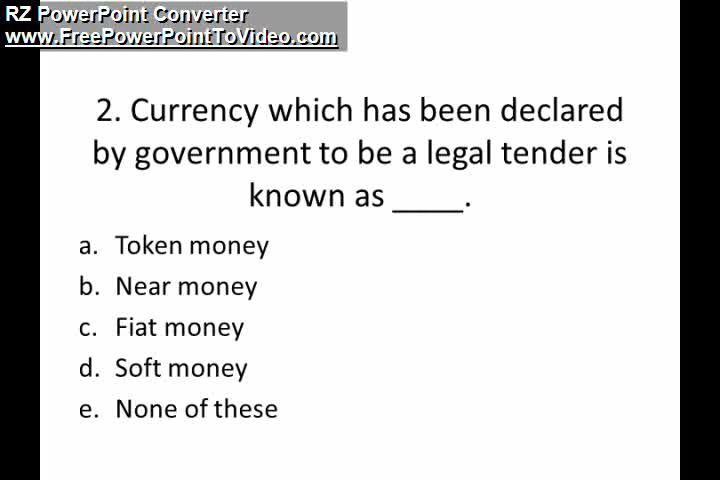 RZ PowerPoint Converter
www.FreePowerPointToVideo.com
2. Currency which has been declared
by government to be a legal tender is
known as ____.
a. Token money
b. Near money
c. Fiat money
d. Soft money
e. None of these